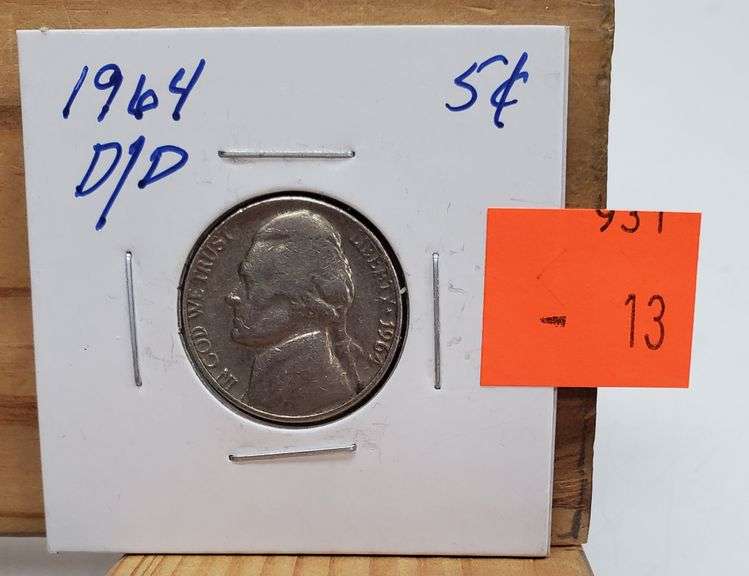 1964 5¢
D/D
931
- 13
IN GOD WE TRUST
LIBERTY * 1964